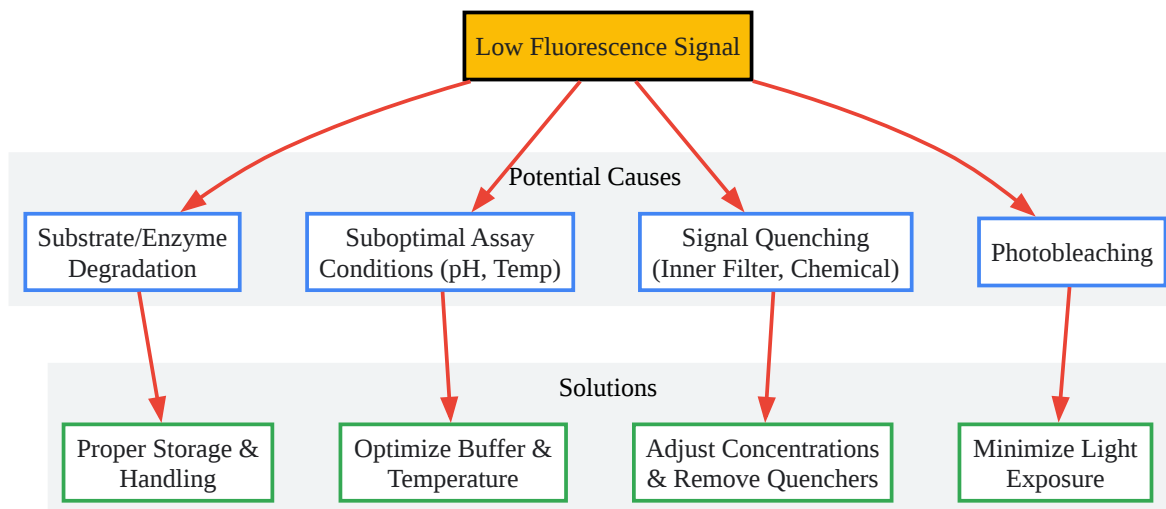 Low Fluorescence Signal
Potential Causes
Substrate/Enzyme
Degradation
Suboptimal Assay
Conditions (pH, Temp)
Signal Quenching
(Inner Filter, Chemical)
Photobleaching
Solutions
Proper Storage &
Handling
Optimize Buffer &
Temperature
Adjust Concentrations
& Remove Quenchers
Minimize Light
Exposure